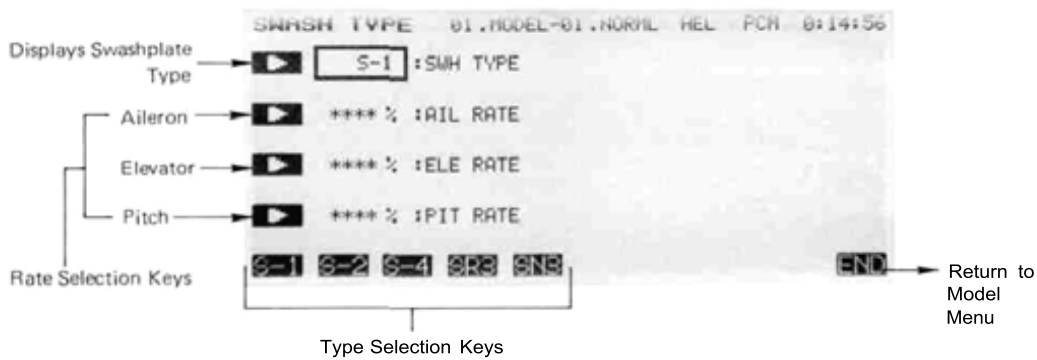 SWASH TYPE 01.MODEL-01.NORML HEL PCM 0:14:56
Displays Swashplate
Type
S-1 :SWH TYPE
Aileron
**** % :AIL RATE
Elevator
**** % :ELE RATE
Pitch
**** % :PIT RATE
Rate Selection Keys
S-1 S-2 S-4 SR3 SN3 END
Return to
Model
Menu
Type Selection Keys